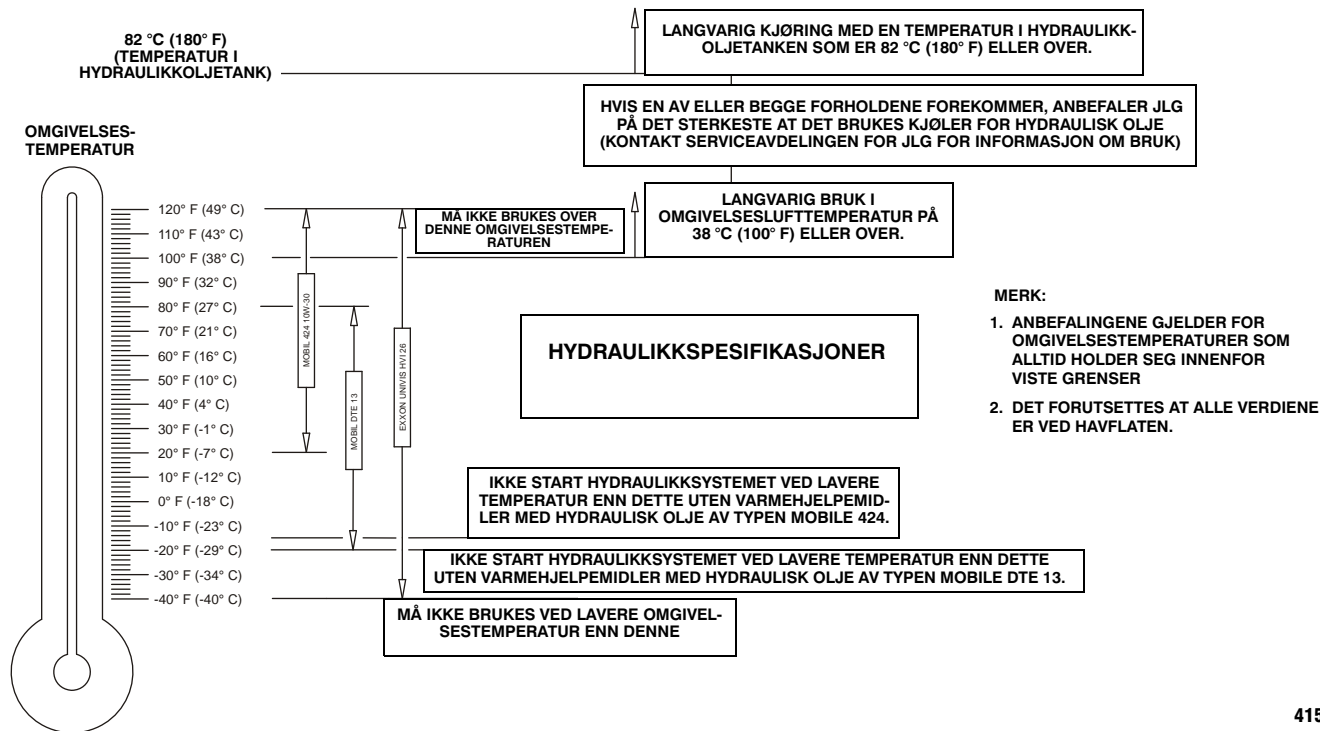 82 °C (180° F)
(TEMPERATUR I
HYDRAULIKKOLJETANK)
LANGVARIG KJØRING MED EN TEMPERATUR I HYDRAULIKK-
OLJETANKEN SOM ER 82 °C (180° F) ELLER OVER.
HVIS EN AV ELLER BEGGE FORHOLDENE FOREKOMMER, ANBEFALER JLG
PÅ DET STERKESTE AT DET BRUKES KJØLER FOR HYDRAULISK OLJE
(KONTAKT SERVICEAVDELINGEN FOR JLG FOR INFORMASJON OM BRUK)
OMGIVELSES-
TEMPERATUR
LANGVARIG BRUK I
OMGIVELSESLUFTTEMPERATUR PÅ
38 °C (100° F) ELLER OVER.
MÅ IKKE BRUKES OVER
DENNE OMGIVELSESTEMPE-
RATUREN
120° F (49° C)
110° F (43° C)
100° F (38° C)
90° F (32° C)
80° F (27° C)
70° F (21° C)
60° F (16° C)
50° F (10° C)
40° F (4° C)
30° F (-1° C)
20° F (-7° C)
10° F (-12° C)
0° F (-18° C)
-10° F (-23° C)
-20° F (-29° C)
-30° F (-34° C)
-40° F (-40° C)
MOBIL 424 10W-30
MOBIL DTE 13
EXXON UNIVIS HVI 26
HYDRAULIKKSPESIFIKASJONER
MERK:
1. ANBEFALINGENE GJELDER FOR
OMGIVELSESTEMPERATURER SOM
ALLTID HOLDER SEG INNENFOR
VISTE GRENSER
2. DET FORUTSETTES AT ALLE VERDIENE
ER VED HAVFLATEN.
IKKE START HYDRAULIKKSYSTEMET VED LAVERE
TEMPERATUR ENN DETTE UTEN VARMEHJELPEMID-
LER MED HYDRAULISK OLJE AV TYPEN MOBILE 424.
IKKE START HYDRAULIKKSYSTEMET VED LAVERE TEMPERATUR ENN DETTE
UTEN VARMEHJELPEMIDLER MED HYDRAULISK OLJE AV TYPEN MOBILE DTE 13.
MÅ IKKE BRUKES VED LAVERE OMGIVEL-
SESTEMPERATUR ENN DENNE
415